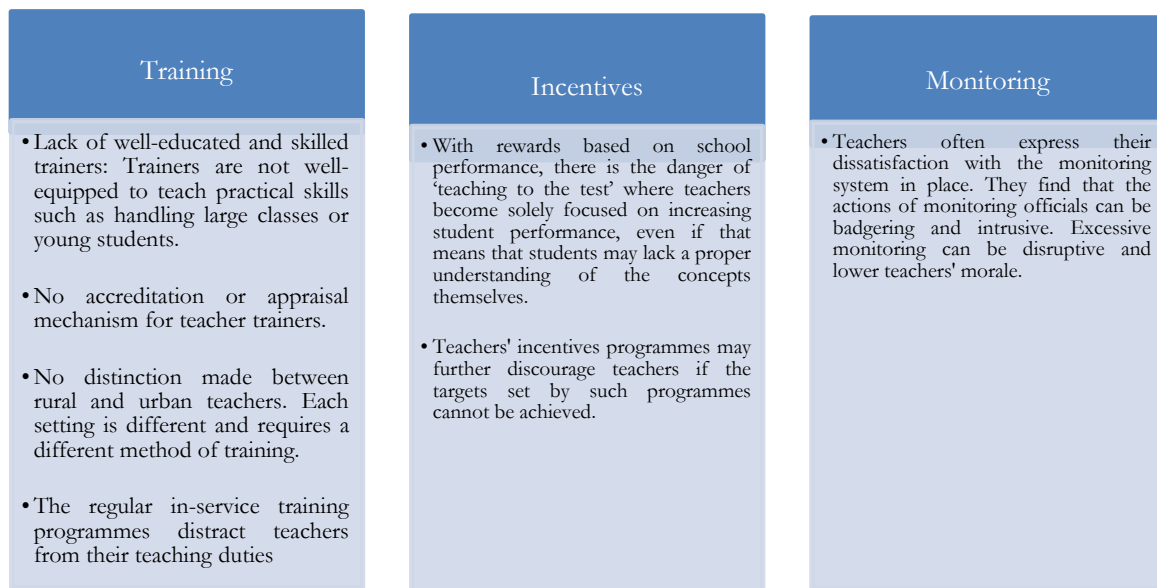 Training
• Lack of well-educated and skilled
trainers: Trainers are not well-
equipped to teach practical skills
such as handling large classes or
young students.
• No accreditation or appraisal
mechanism for teacher trainers.
• No distinction made between
rural and urban teachers. Each
setting is different and requires a
different method of training.
• The regular in-service training
programmes distract teachers
from their teaching duties
Incentives
• With rewards based on school
performance, there is the danger of
‘teaching to the test’ where teachers
become solely focused on increasing
student performance, even if that
means that students may lack a proper
understanding of the concepts
themselves.
• Teachers' incentives programmes may
further discourage teachers if the
targets set by such programmes
cannot be achieved.
Monitoring
• Teachers often express their
dissatisfaction with the monitoring
system in place. They find that the
actions of monitoring officials can be
badgering and intrusive. Excessive
monitoring can be disruptive and
lower teachers' morale.